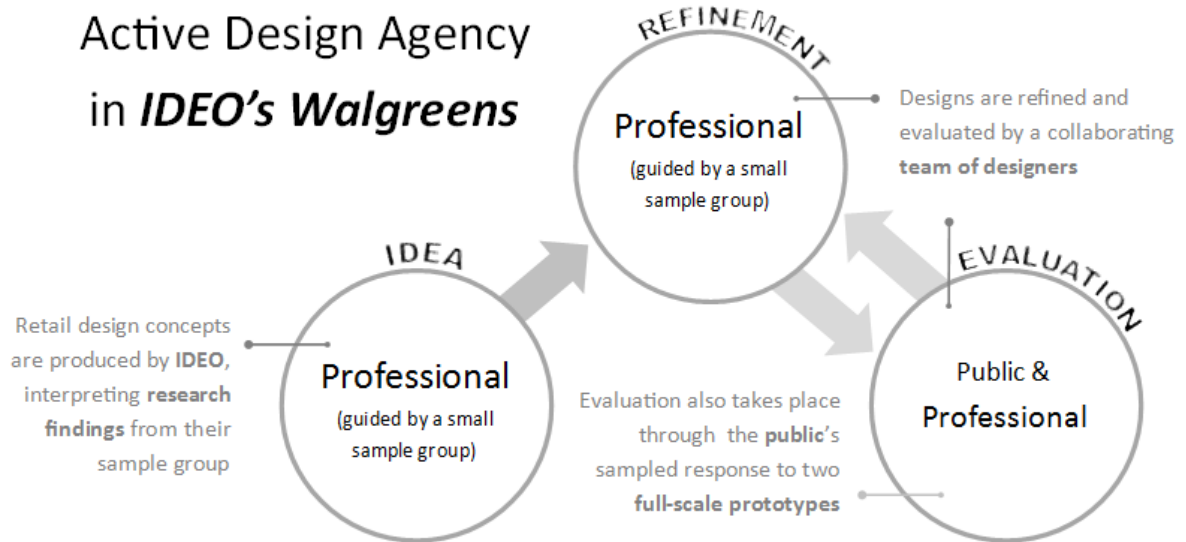 Active Design Agency
in IDEO's Walgreens
REFINEMENT
Professional
(guided by a small
sample group)
Designs are refined and
evaluated by a collaborating
team of designers
IDEA
Retail design concepts
are produced by IDEO,
interpreting research
findings from their
sample group
Professional
(guided by a small
sample group)
EVALUATION
Public &
Professional
Evaluation also takes place
through the public's
sampled response to two
full-scale prototypes